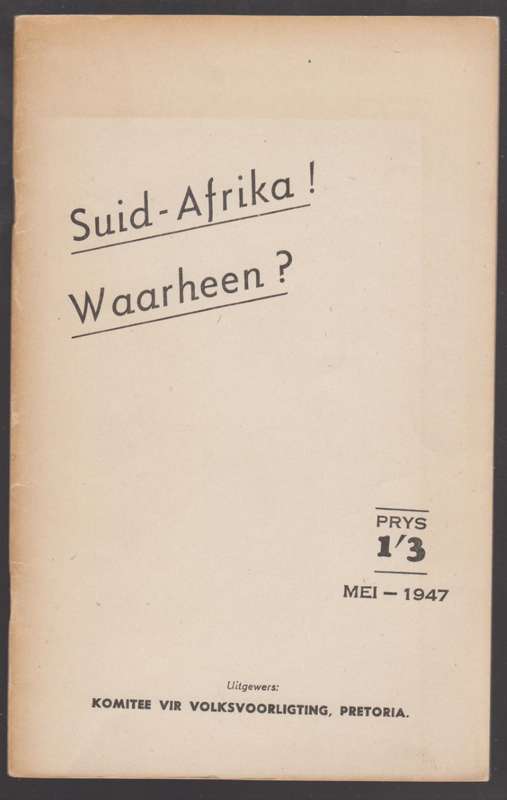 Suid-Afrika!
Waarheen?
PRYS
1/3
MEI — 1947
Uitgewers:
KOMITEE VIR VOLKSVOORLIGTING, PRETORIA.